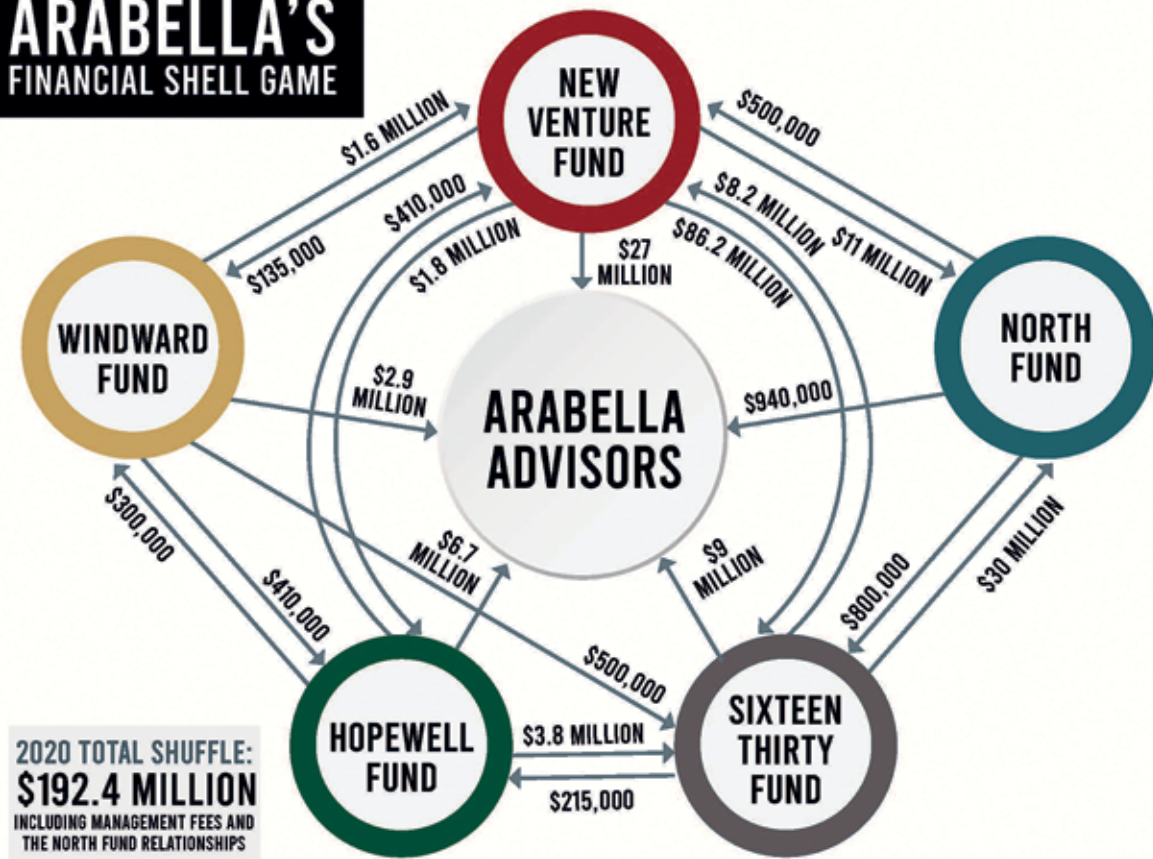 ARABELLA'S
FINANCIAL SHELL GAME
NEW
VENTURE
FUND
$1.6 MILLION
$135,000
$410,000
$1.8 MILLION
$27
MILLION
$500,000
$8.2 MILLION
$11 MILLION
$86.2 MILLION
WINDWARD
FUND
NORTH
FUND
$2.9
MILLION
ARABELLA
ADVISORS
$940,000
$300,000
$410,000
$6.7
MILLION
$9
MILLION
$800,000
$30 MILLION
$500,000
HOPEWELL
FUND
$3.8 MILLION
$215,000
SIXTEEN
THIRTY
FUND
2020 TOTAL SHUFFLE:
$192.4 MILLION
INCLUDING MANAGEMENT FEES AND
THE NORTH FUND RELATIONSHIPS